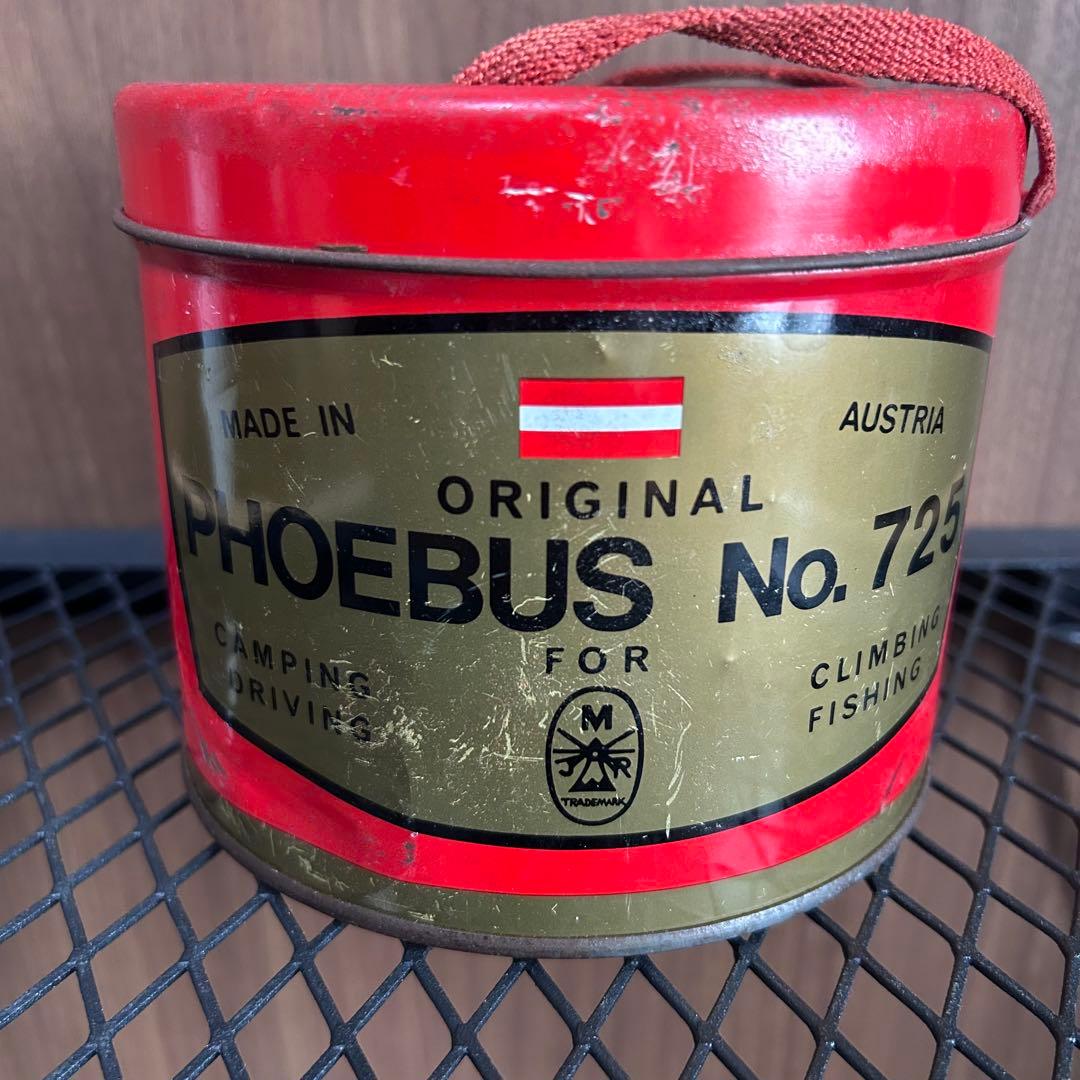 MADE IN
AUSTRIA
ORIGINAL
PHOEBUS No. 725
FOR
CAMPING
DRIVING
CLIMBING
FISHING
M
J R
TRADEMARK